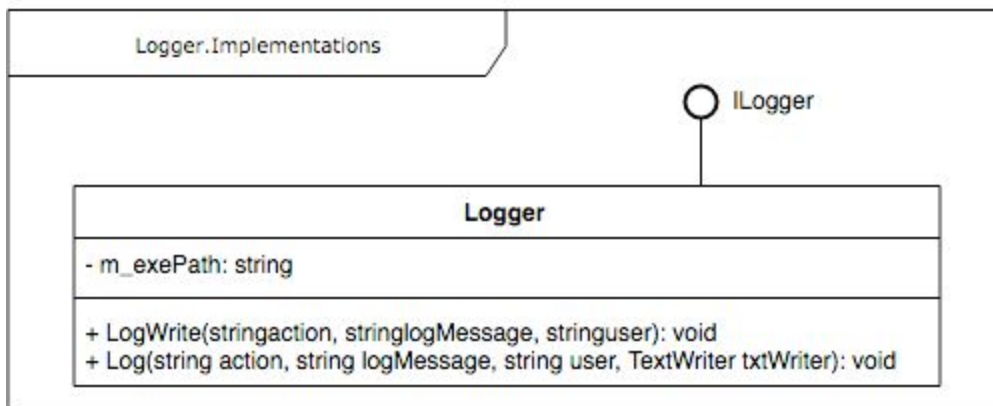 Logger.Implementations
ILogger
Logger
- m_exePath: string
+ LogWrite(stringaction, stringlogMessage, stringuser): void
+ Log(string action, string logMessage, string user, TextWriter txtWriter): void